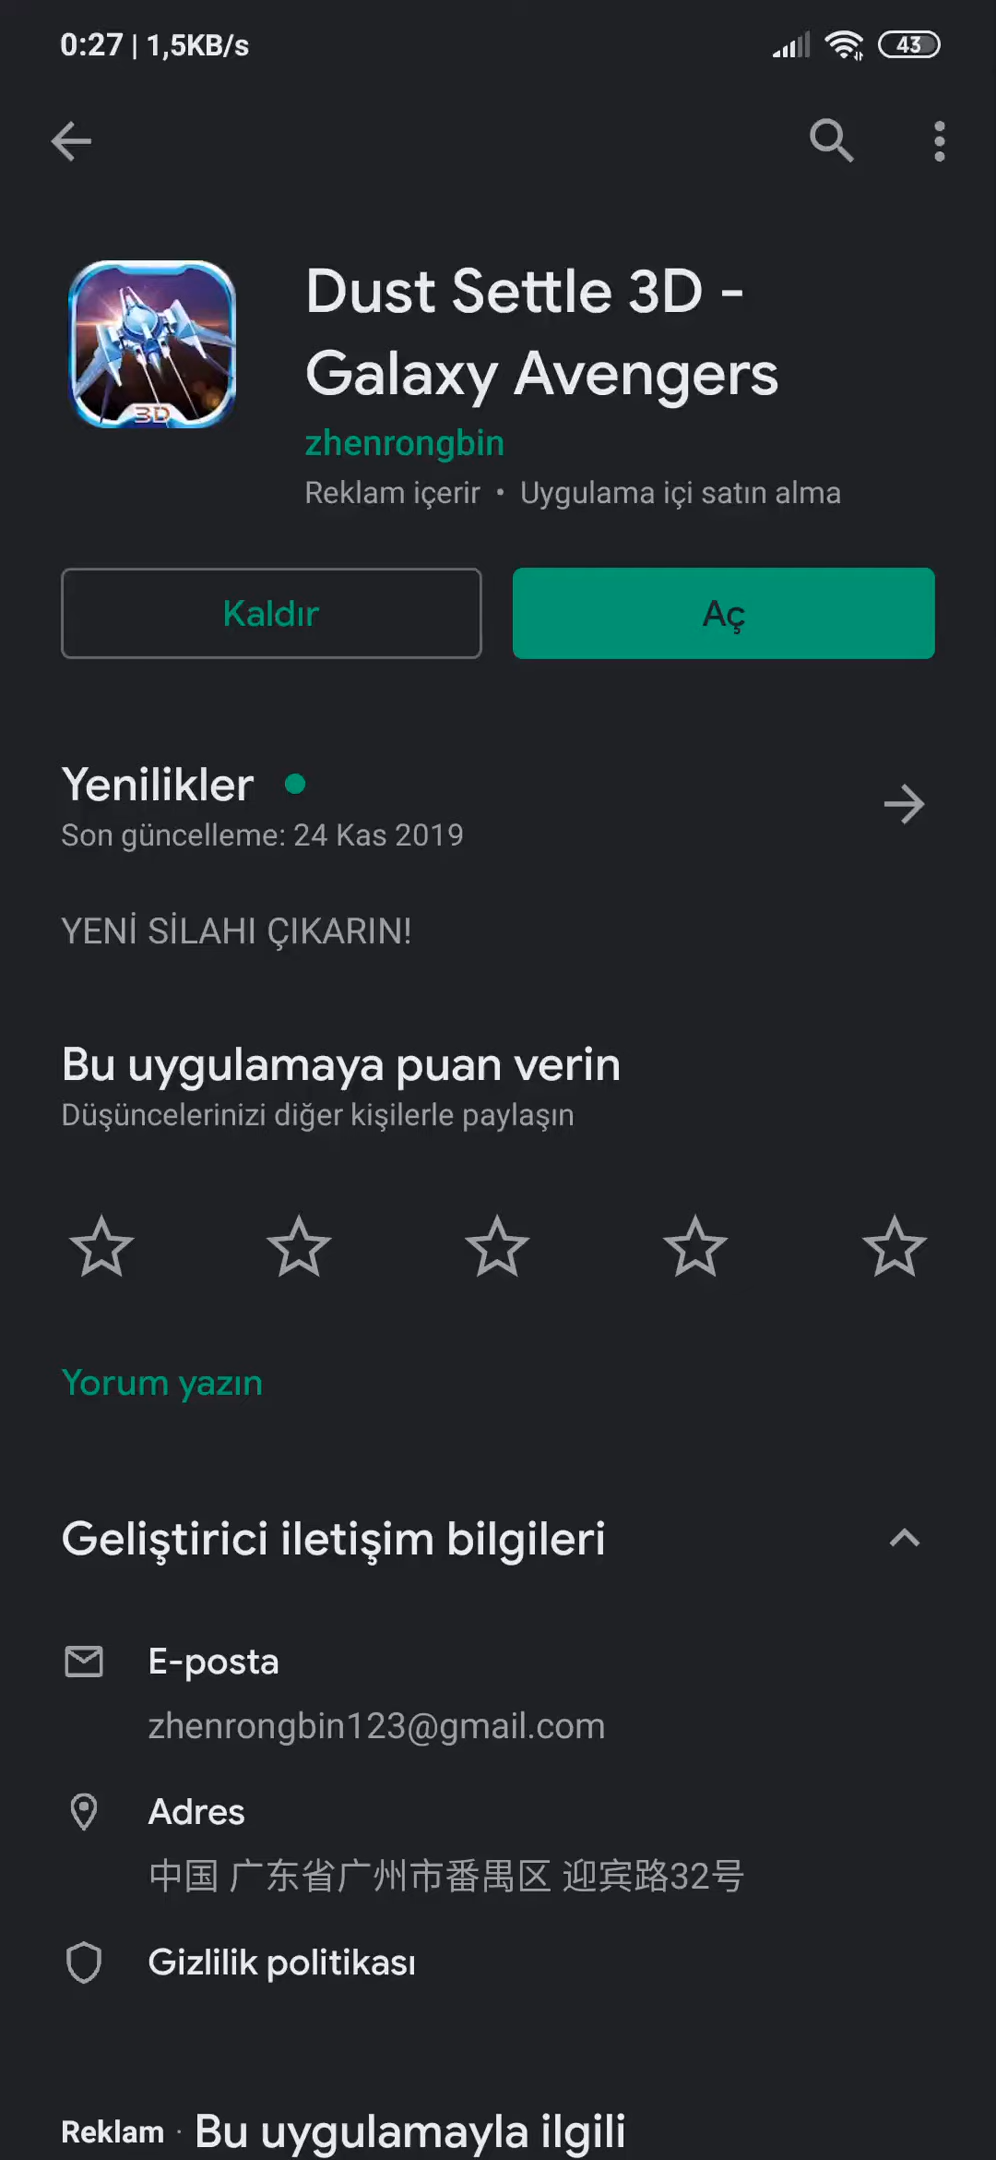 0:27 | 1,5KB/s
43
3D
Dust Settle 3D -
Galaxy Avengers
zhenrongbin
Reklam içerir • Uygulama içi satın alma
Kaldır
Aç
Yenilikler
Son güncelleme: 24 Kas 2019
YENİ SİLAHI ÇIKARIN!
Bu uygulamaya puan verin
Düşüncelerinizi diğer kişilerle paylaşın
Yorum yazın
Geliştirici iletişim bilgileri
E-posta
zhenrongbin123@gmail.com
Adres
中国 广东省广州市番禺区 迎宾路32号
Gizlilik politikası
Reklam · Bu uygulamayla ilgili